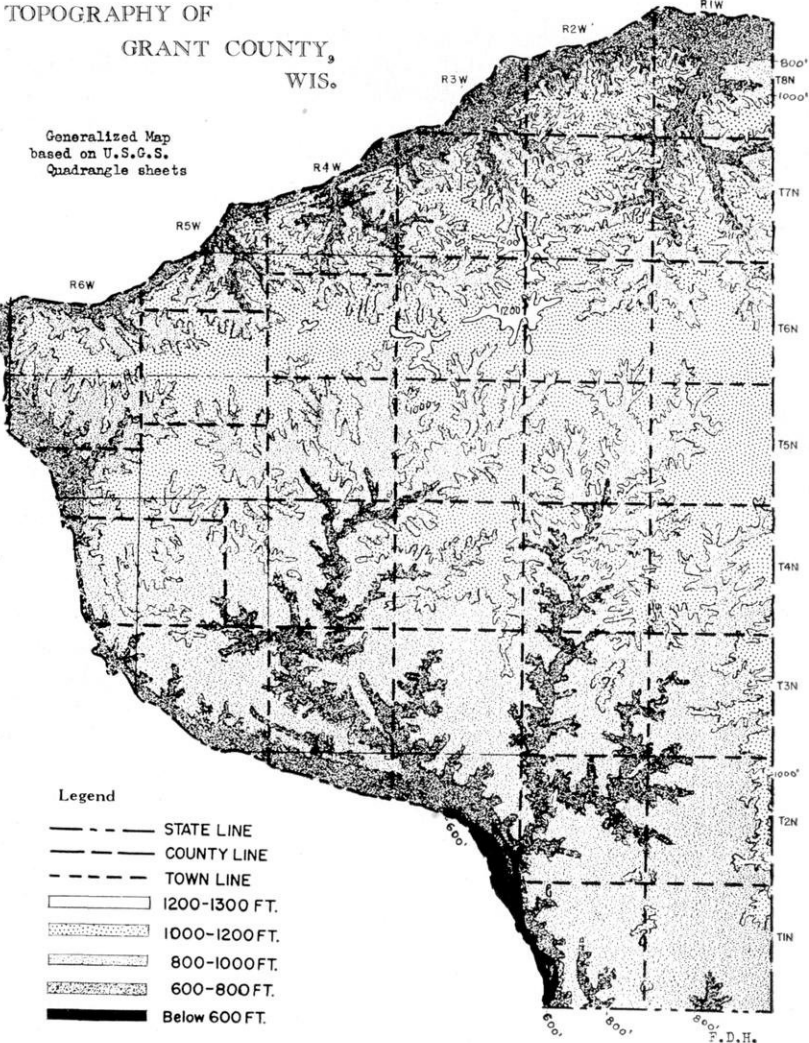 TOPOGRAPHY OF
GRANT COUNTY,
WIS.
Generalized Map
based on U.S.G.S.
Quadrangle sheets
R1W
R2W
R3W
R4W
R5W
R6W
800'
T8N
1000'
T7N
1200
1200
T6N
1000
T5N
T4N
T3N
1000'
T2N
600'
T1N
Legend
STATE LINE
COUNTY LINE
TOWN LINE
1200-1300 FT.
1000-1200 FT.
800-1000 FT.
600-800 FT.
Below 600 FT.
600'
800'
800'
F.D.H.